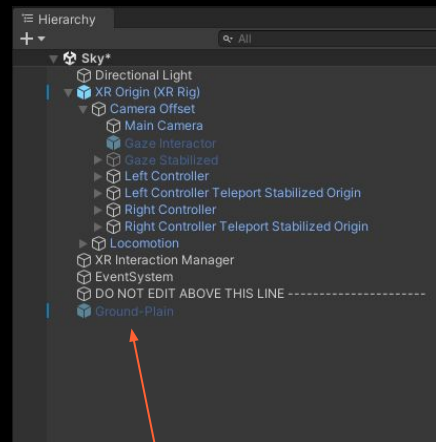 Hierarchy
All
Sky*
Directional Light
XR Origin (XR Rig)
Camera Offset
Main Camera
Gaze Interactor
Gaze Stabilized
Left Controller
Left Controller Teleport Stabilized Origin
Right Controller
Right Controller Teleport Stabilized Origin
Locomotion
XR Interaction Manager
EventSystem
DO NOT EDIT ABOVE THIS LINE ----------------------
Ground-Plain